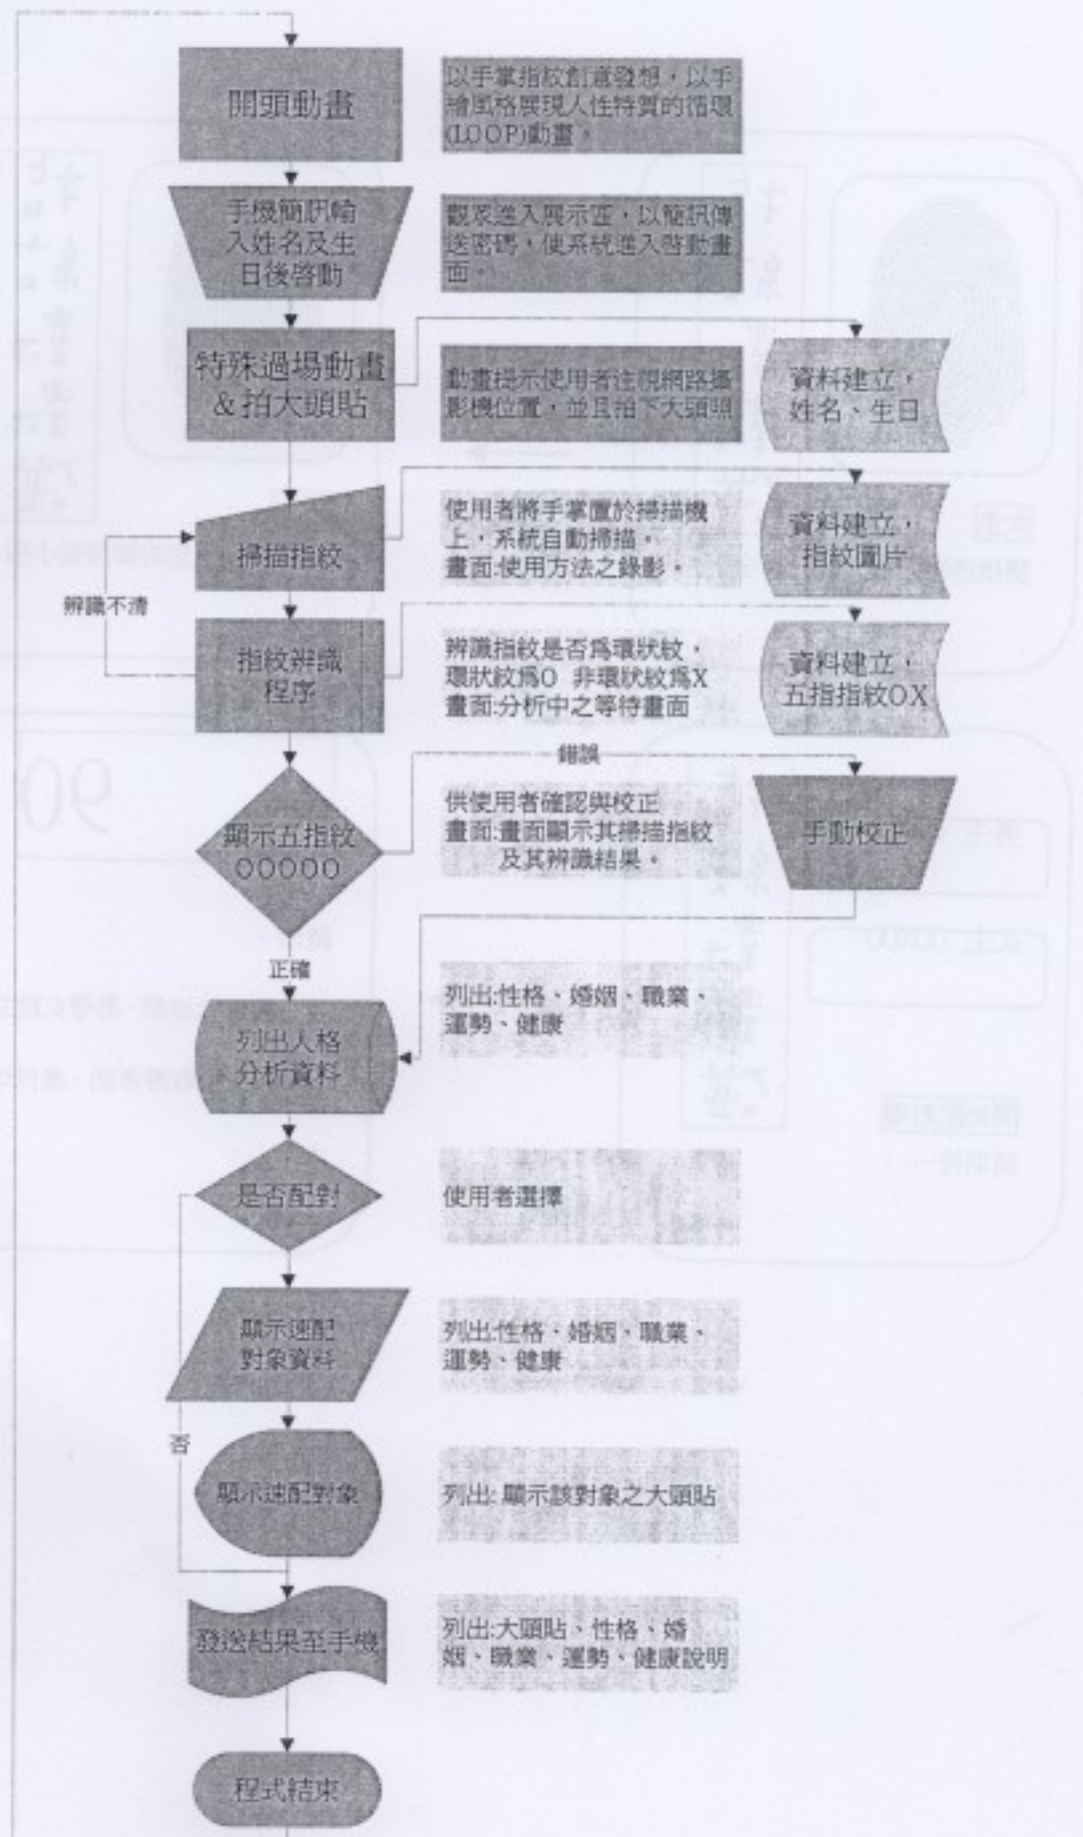 開頭動畫
以手掌指紋創意發想，以手
繪風格展現人性特質的循環
(LOOP)動畫。
手機簡訊輸
入姓名及生
日後啓動
觀眾進入展示區，以簡訊傳
送密碼，使系統進入啓動畫
面。
特殊過場動畫
&拍大頭貼
動畫提示使用者注視網路攝
影機位置，並且拍下大頭照
資料建立，
姓名、生日
掃描指紋
使用者將手掌置於掃描機
上，系統自動掃描。
畫面:使用方法之錄影。
資料建立，
指紋圖片
辨識不清
指紋辨識
程序
辨識指紋是否爲環狀紋，
環狀紋爲O 非環狀紋爲X
畫面:分析中之等待畫面
資料建立，
五指指紋OX
錯誤
顯示五指紋
OOOOO
供使用者確認與校正
畫面:畫面顯示其掃描指紋
及其辨識結果。
手動校正
正確
列出人格
分析資料
列出:性格、婚姻、職業、
運勢、健康
是否配對
使用者選擇
顯示速配
對象資料
列出:性格、婚姻、職業、
運勢、健康
否
顯示速配對象
列出: 顯示該對象之大頭貼
發送結果至手機
列出:大頭貼、性格、婚
姻、職業、運勢、健康說明
程式結束